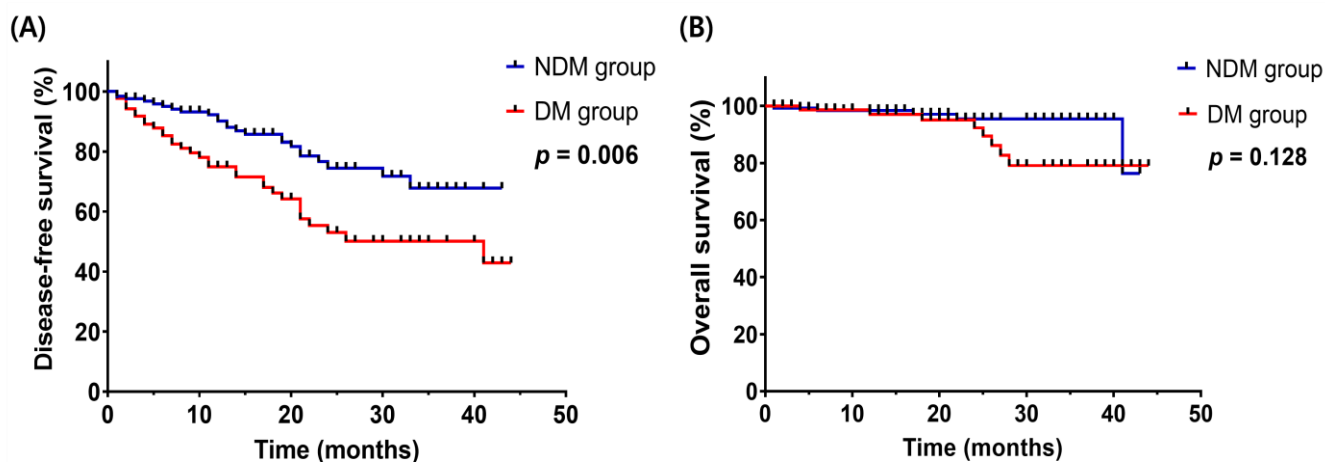 (A)
Disease-free survival (%)
100
80
60
40
20
0
0 10 20 30 40 50
Time (months)
NDM group
DM group
p = 0.006
(B)
Overall survival (%)
100
80
60
40
20
0
0 10 20 30 40 50
Time (months)
NDM group
DM group
p = 0.128